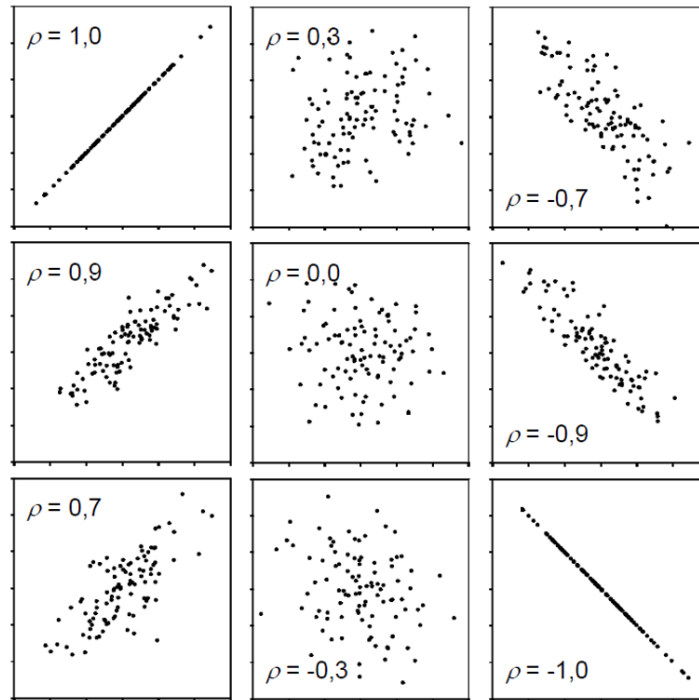 ρ = 1,0
ρ = 0,3
ρ = -0,7
ρ = 0,9
ρ = 0,0
ρ = -0,9
ρ = 0,7
ρ = -0,3
ρ = -1,0